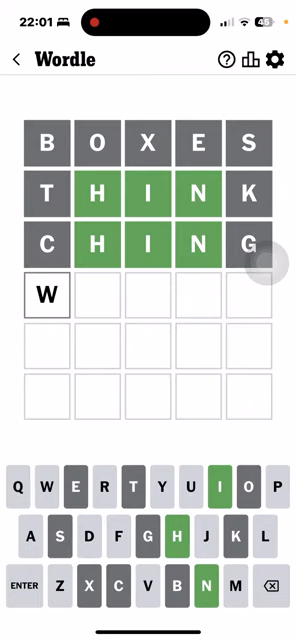 22:01
45
Wordle
B O X E S
T H I N K
C H I N G
W
Q W E R T Y U I O P
A S D F G H J K L
ENTER Z X C V B N M